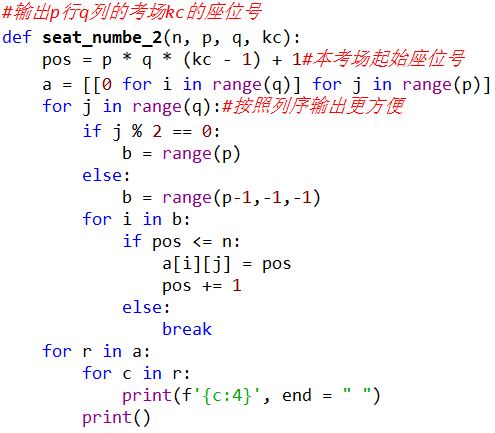 #输出p行q列的考场kc的座位号
def seat_numbe_2(n, p, q, kc):
    pos = p * q * (kc - 1) + 1#本考场起始座位号
    a = [[0 for i in range(q)] for j in range(p)]
    for j in range(q):#按照列序输出更方便
        if j % 2 == 0:
            b = range(p)
        else:
            b = range(p-1,-1,-1)
        for i in b:
            if pos <= n:
                a[i][j] = pos
                pos += 1
            else:
                break
    for r in a:
        for c in r:
            print(f'{c:4}', end = " ")
        print()